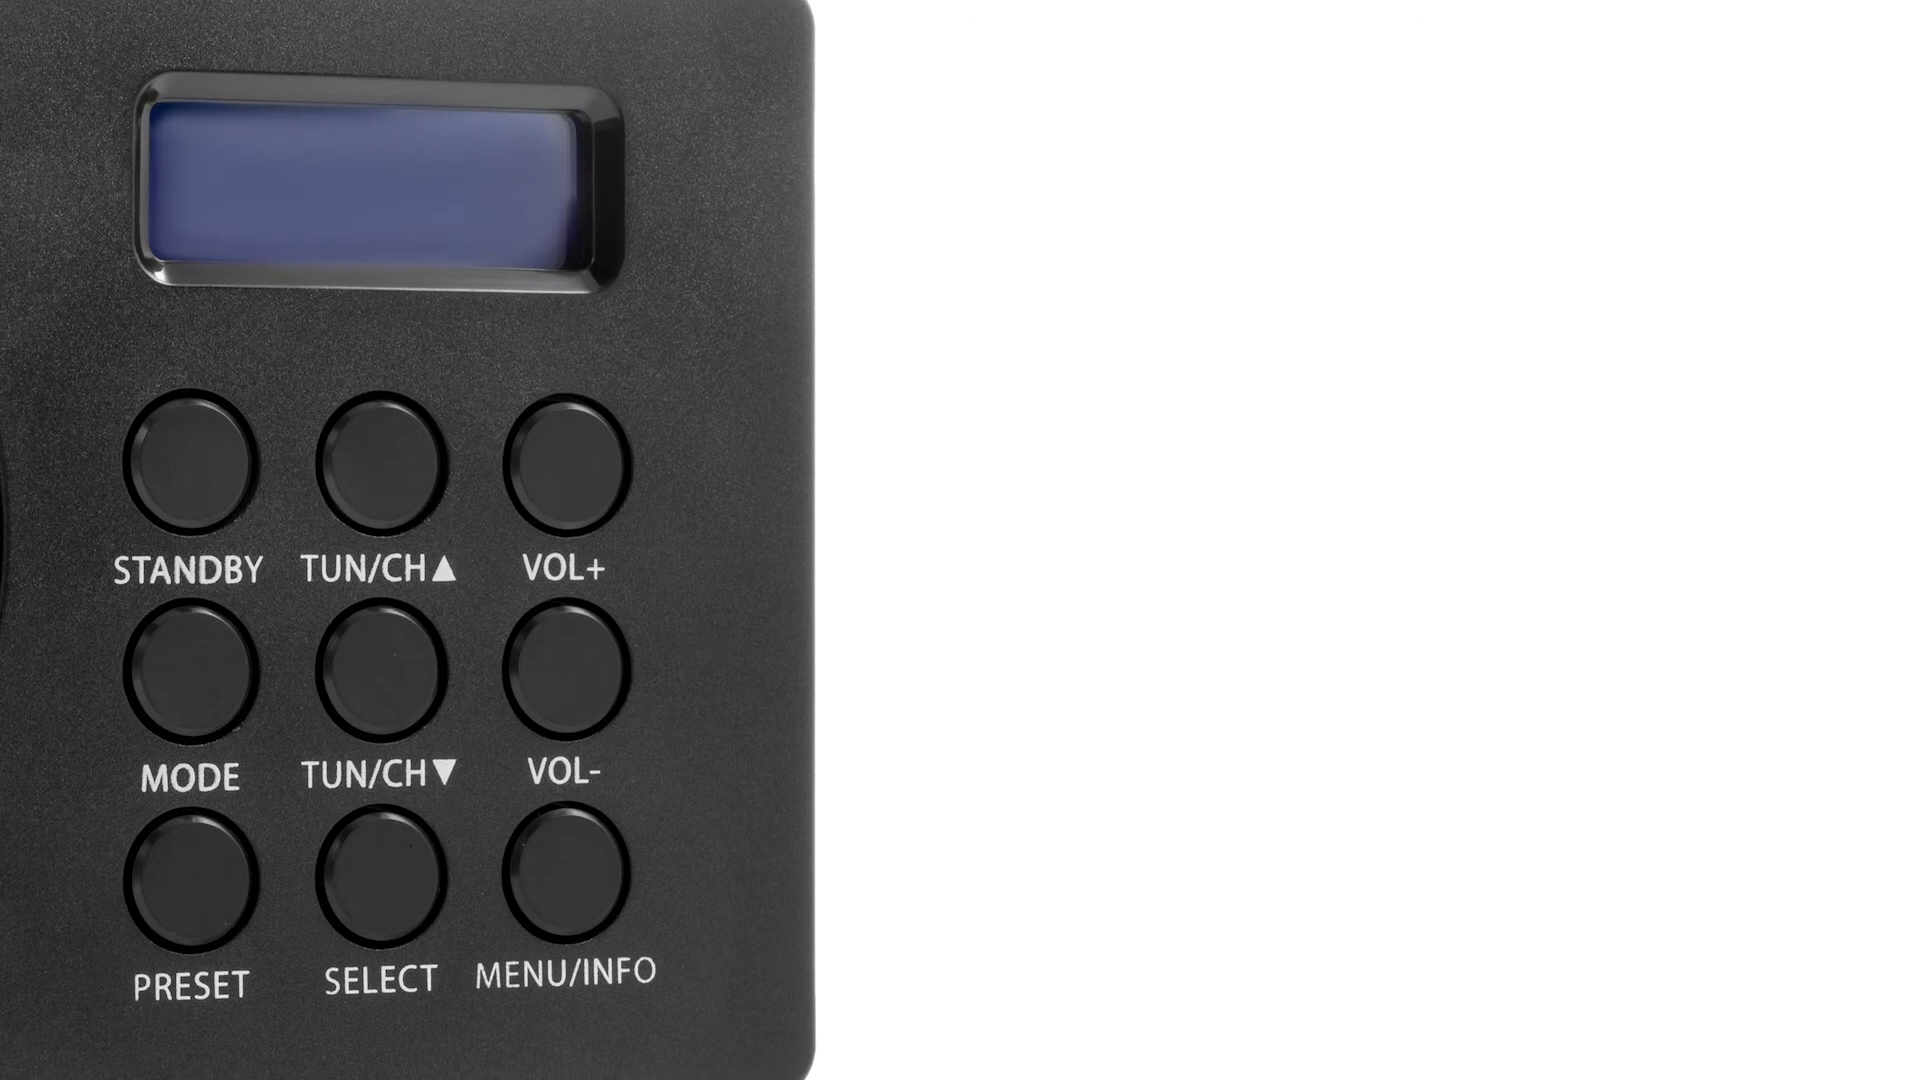 STANDBY TUN/CH▲ VOL+
MODE TUN/CH▼ VOL-
PRESET SELECT MENU/INFO